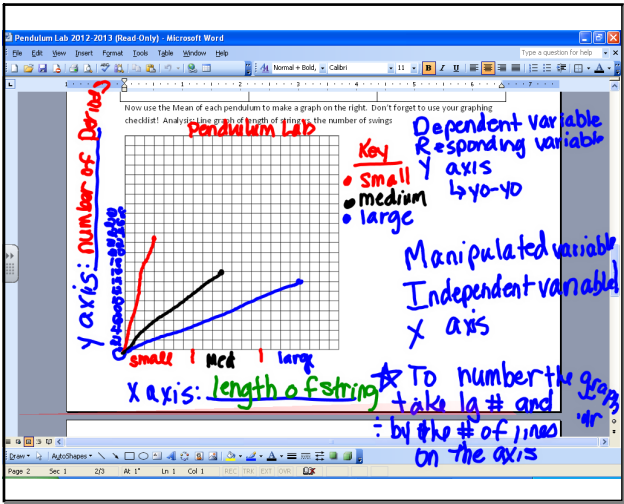 Pendulum Lab 2012-2013 (Read-Only) - Microsoft Word
File Edit View Insert Format Tools Table Window Help
Type a question for help
Normal + Bold, Calibri 11 B I U
Now use the Mean of each pendulum to make a graph on the right. Don't forget to use your graphing
checklist! Analysis: Line graph of length of string vs. the number of swings
Pendulum Lab
Key
small
medium
large
Y axis: number of periods
small | med | large
X axis: length of string
Dependent variable
Responding variable
Y axis
yo-yo
Manipulated variable
Independent variable
X axis
To number the graph,
take lg # and
÷ by the # of lines
on the axis
Draw AutoShapes
Page 2 Sec 1 2/3 At 1" Ln 1 Col 1 REC TRK EXT OVR